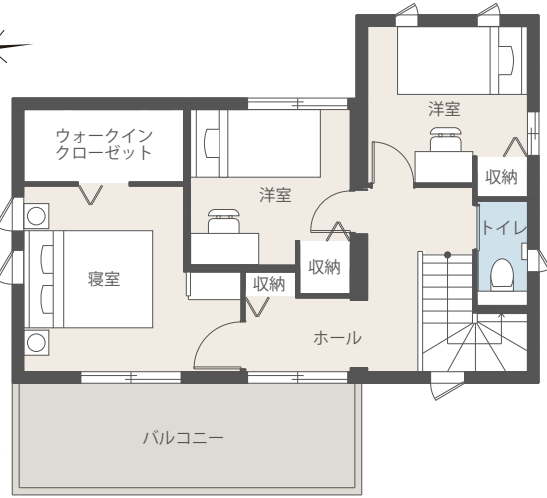 洋室
ウォークイン
クローゼット
収納
洋室
トイレ
寝室
収納
収納
ホール
バルコニー